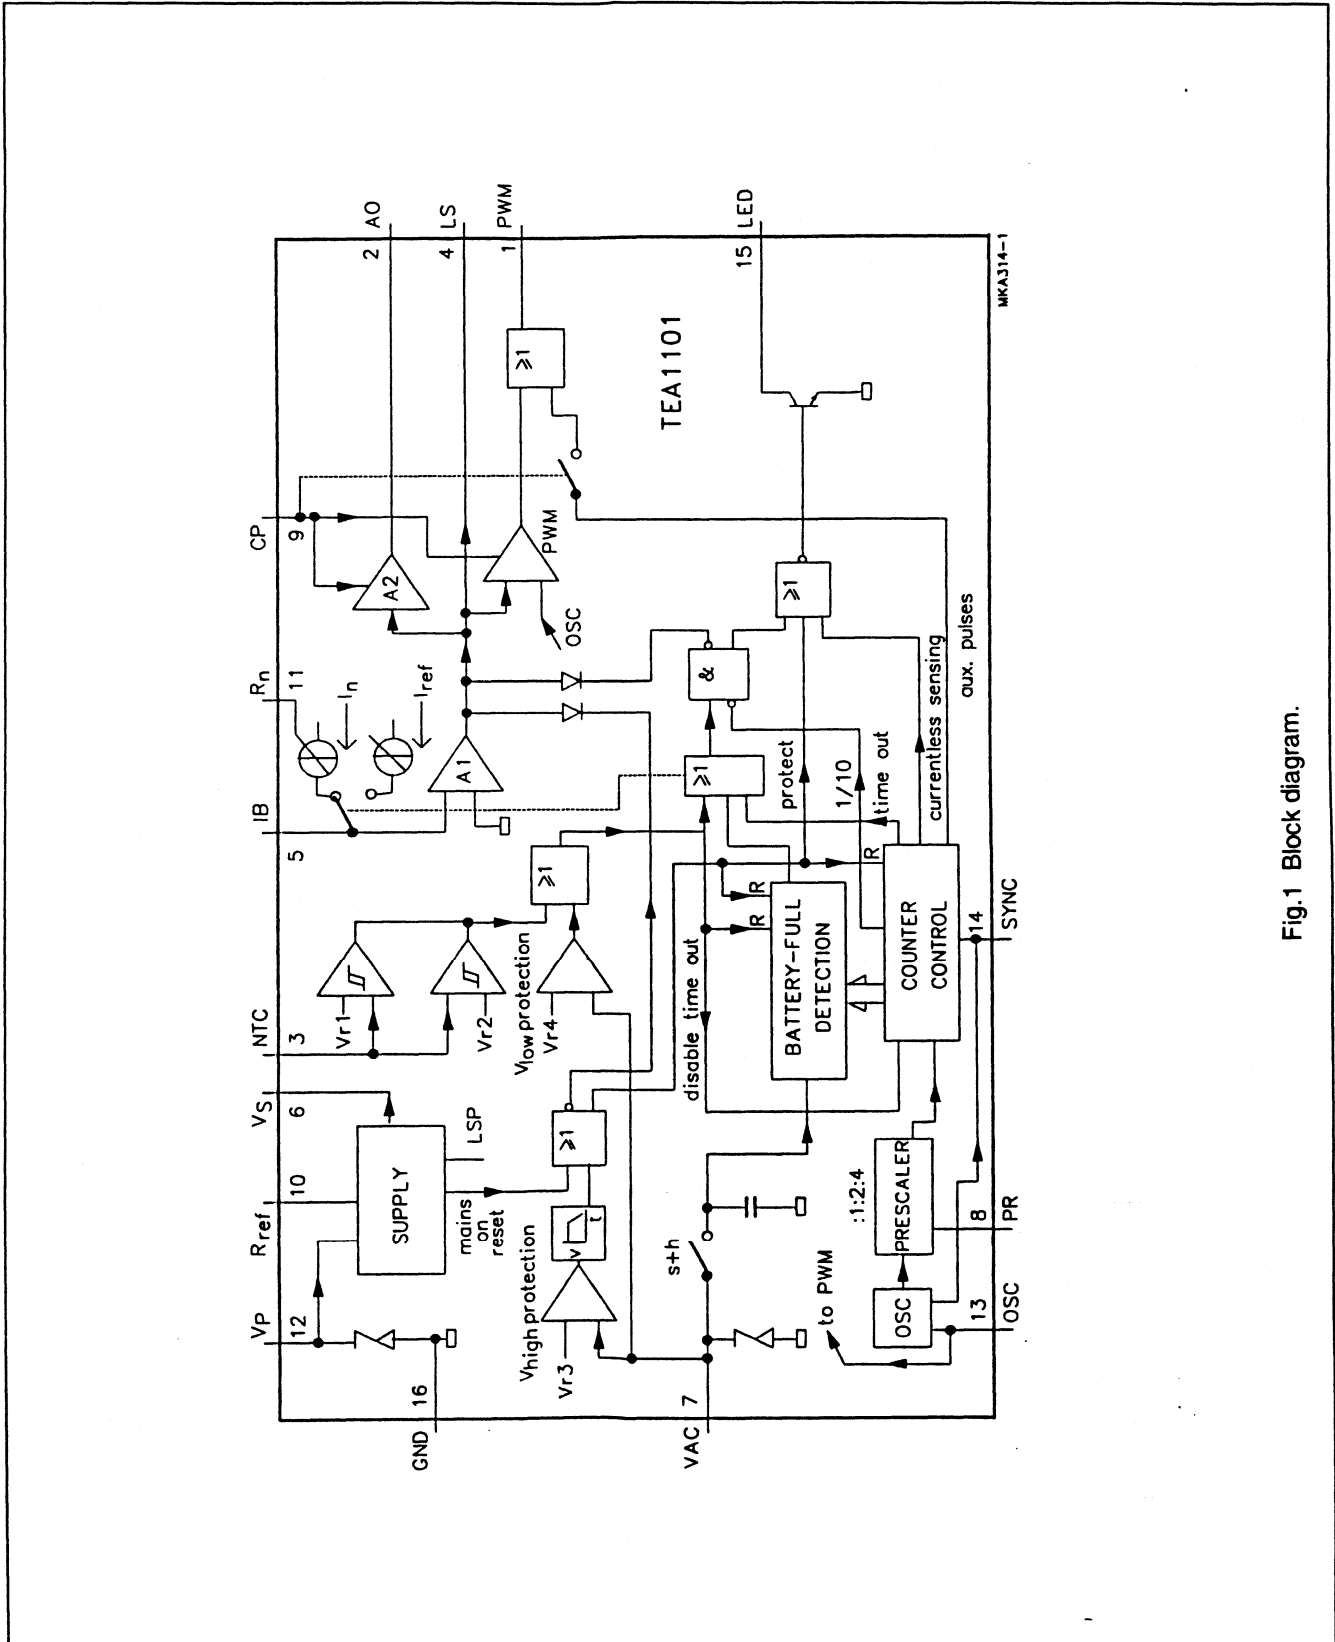 VP
12
Rref
10
VS
6
NTC
3
IB
5
Rn
11
CP
9
SUPPLY
LSP
mains
on
reset
Vr1
Vr2
Vlow protection
Vr4
≥1
In
Iref
A1
A2
2
AO
4
LS
1
PWM
PWM
OSC
≥1
GND
16
Vhigh protection
Vr3
V
t
≥1
TEA1101
VAC
7
s+h
disable time out
R
R
BATTERY-FULL
DETECTION
≥1
&
≥1
protect
1/10
time out
currentless sensing
aux. pulses
15
LED
to PWM
OSC
:1:2:4
PRESCALER
R
COUNTER
CONTROL
13
OSC
8
PR
14
SYNC
MKA314-1
Fig.1 Block diagram.